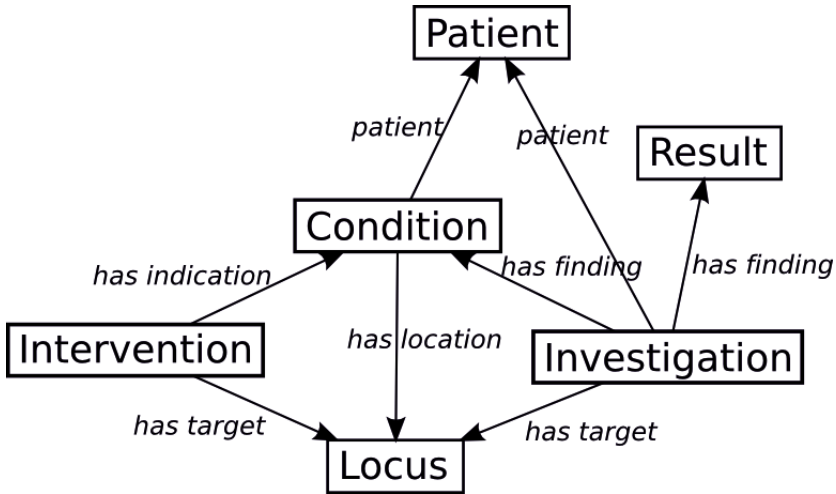 Patient
patient
patient
Result
Condition
has indication
has finding
has finding
has location
Intervention
Investigation
has target
has target
Locus